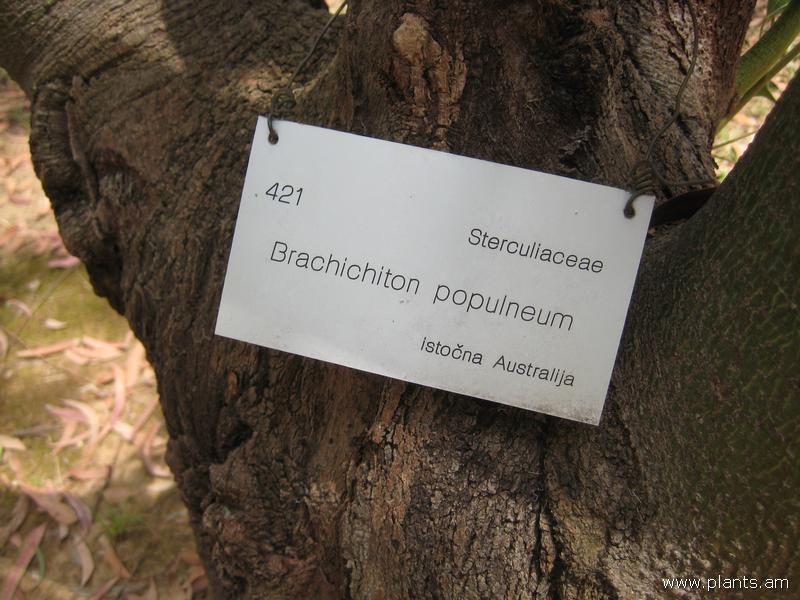 421
Sterculiaceae
Brachichiton populneum
istočna Australija
www.plants.am